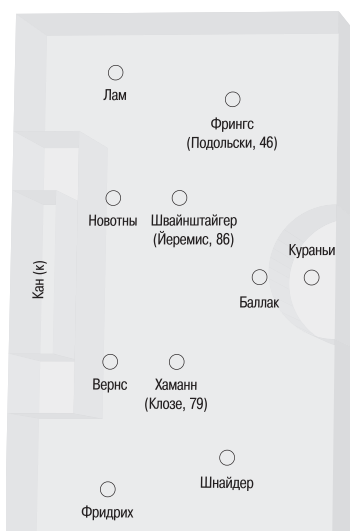 Лам
Фрингс
(Подольски, 46)
Новотны
Швайнштайгер
(Йеремис, 86)
Кураньи
Кан (к)
Баллак
Вернс
Хаманн
(Клозе, 79)
Шнайдер
Фридрих